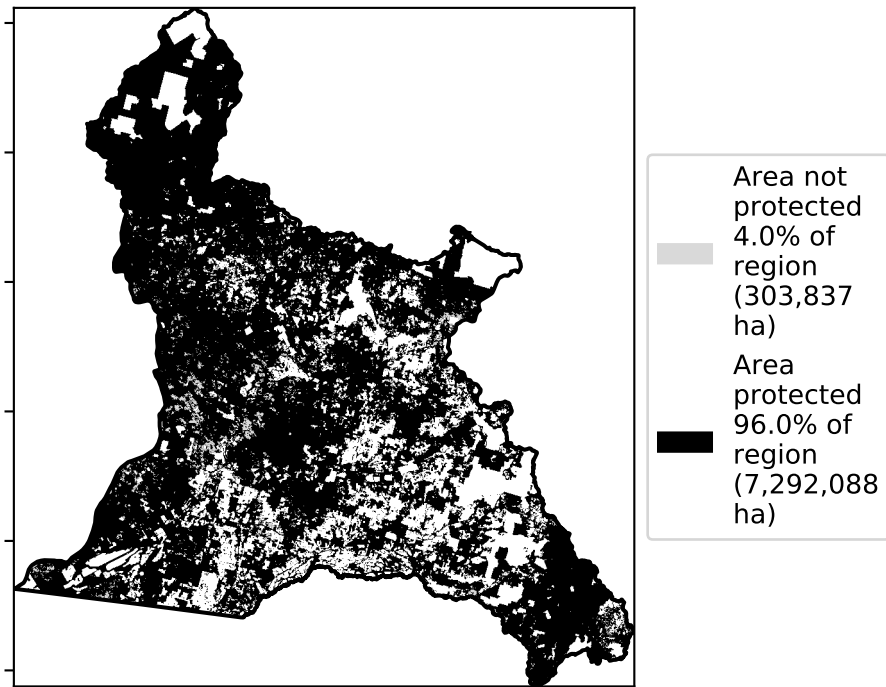 Area not
protected
4.0% of
region
(303,837
ha)
Area
protected
96.0% of
region
(7,292,088
ha)